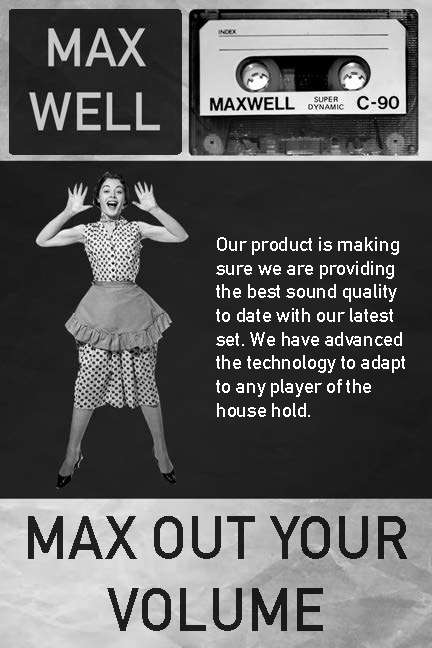 MAX
WELL
INDEX
MAXWELL SUPER DYNAMIC C-90
Our product is making
sure we are providing
the best sound quality
to date with our latest
set. We have advanced
the technology to adapt
to any player of the
house hold.
MAX OUT YOUR
VOLUME